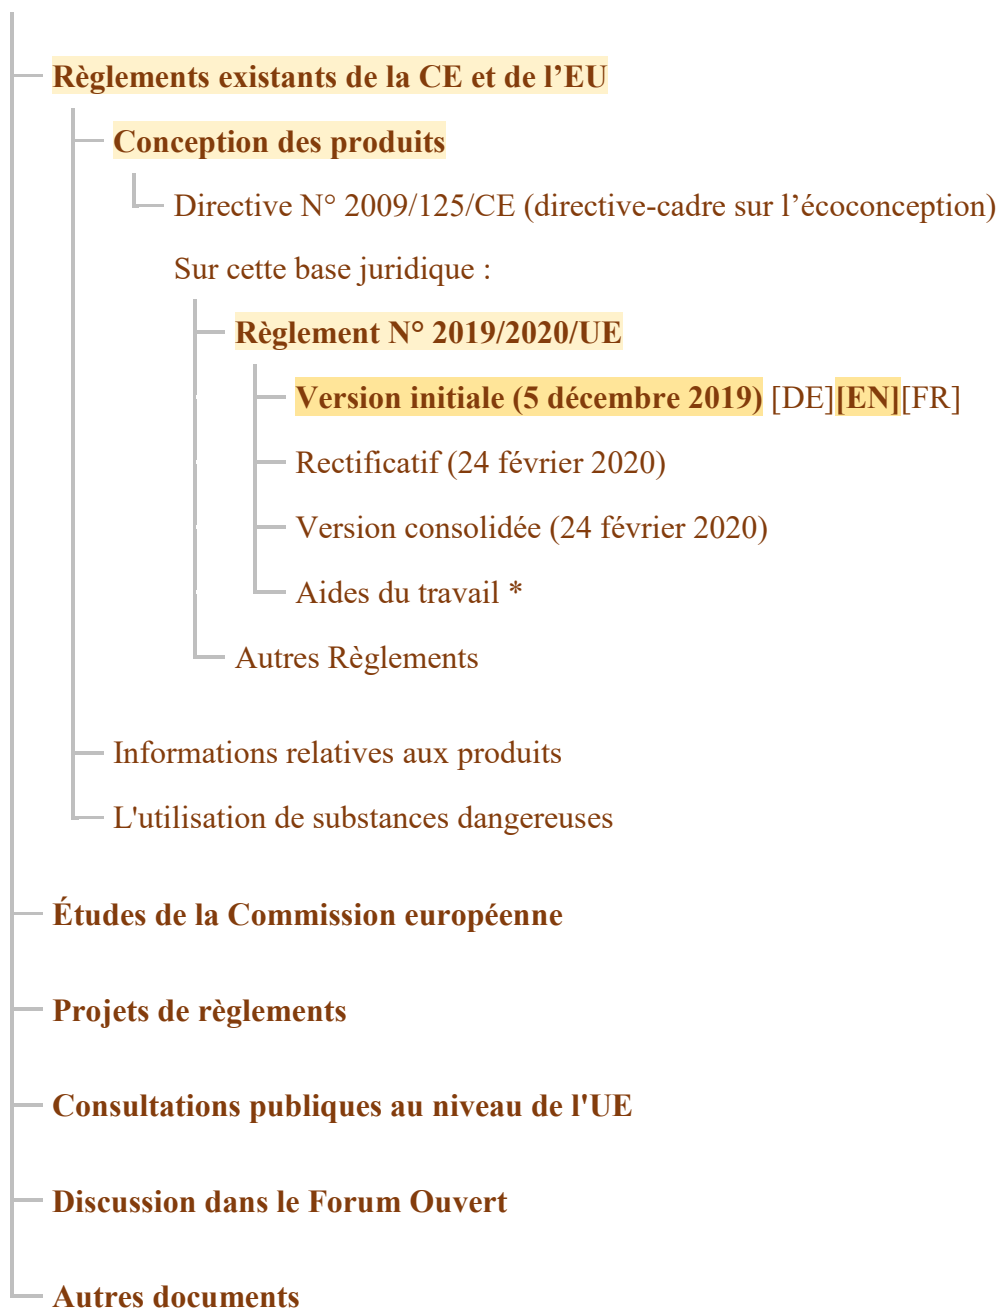 Règlements existants de la CE et de l’EU
Conception des produits
Directive N° 2009/125/CE (directive-cadre sur l’écoconception)
Sur cette base juridique :
Règlement N° 2019/2020/UE
Version initiale (5 décembre 2019) [DE][EN][FR]
Rectificatif (24 février 2020)
Version consolidée (24 février 2020)
Aides du travail *
Autres Règlements
Informations relatives aux produits
L'utilisation de substances dangereuses
Études de la Commission européenne
Projets de règlements
Consultations publiques au niveau de l'UE
Discussion dans le Forum Ouvert
Autres documents